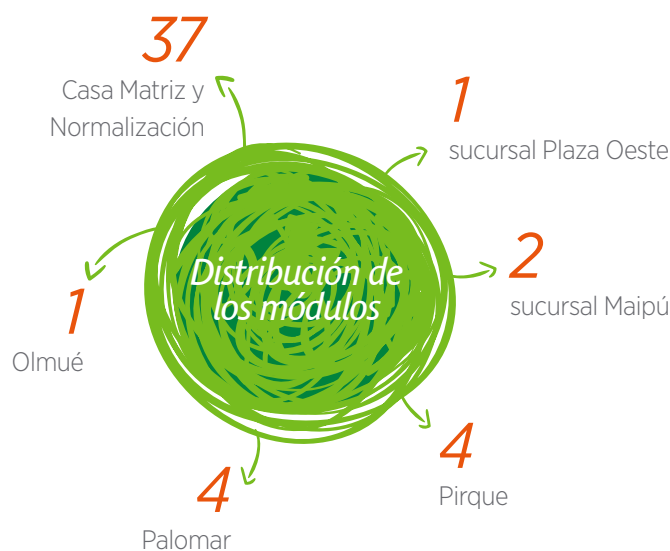 37
Casa Matriz y
Normalización
1
sucursal Plaza Oeste
Distribución de
los módulos
2
sucursal Maipú
1
Olmué
4
Pirque
4
Palomar